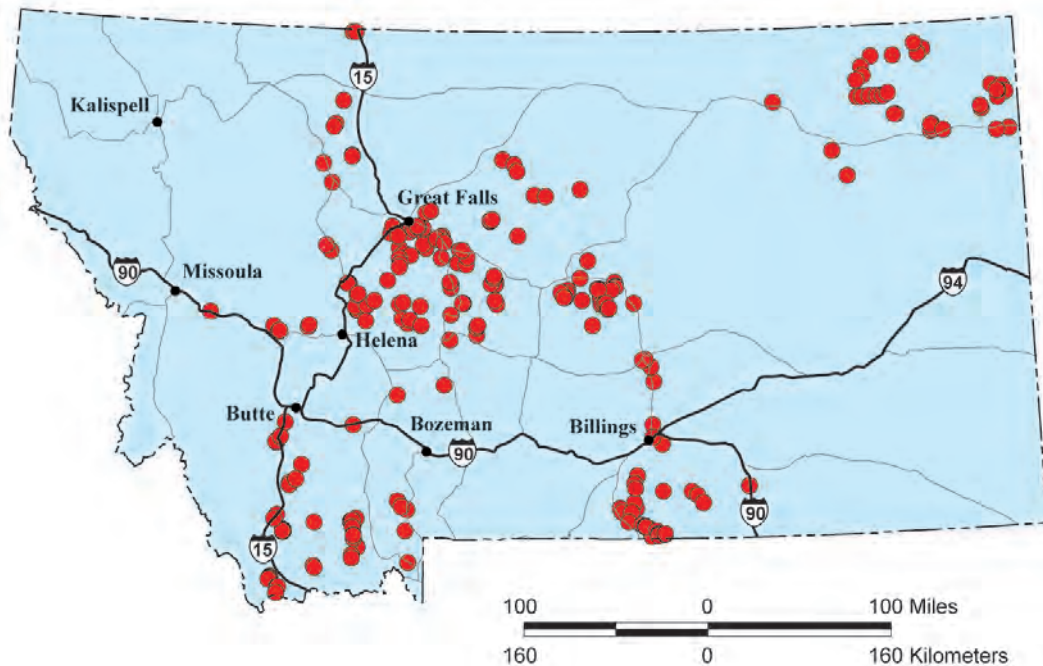 15
Kalispell
Great Falls
90
Missoula
94
Helena
Butte
Bozeman
Billings
90
90
15
100 0 100 Miles
160 0 160 Kilometers